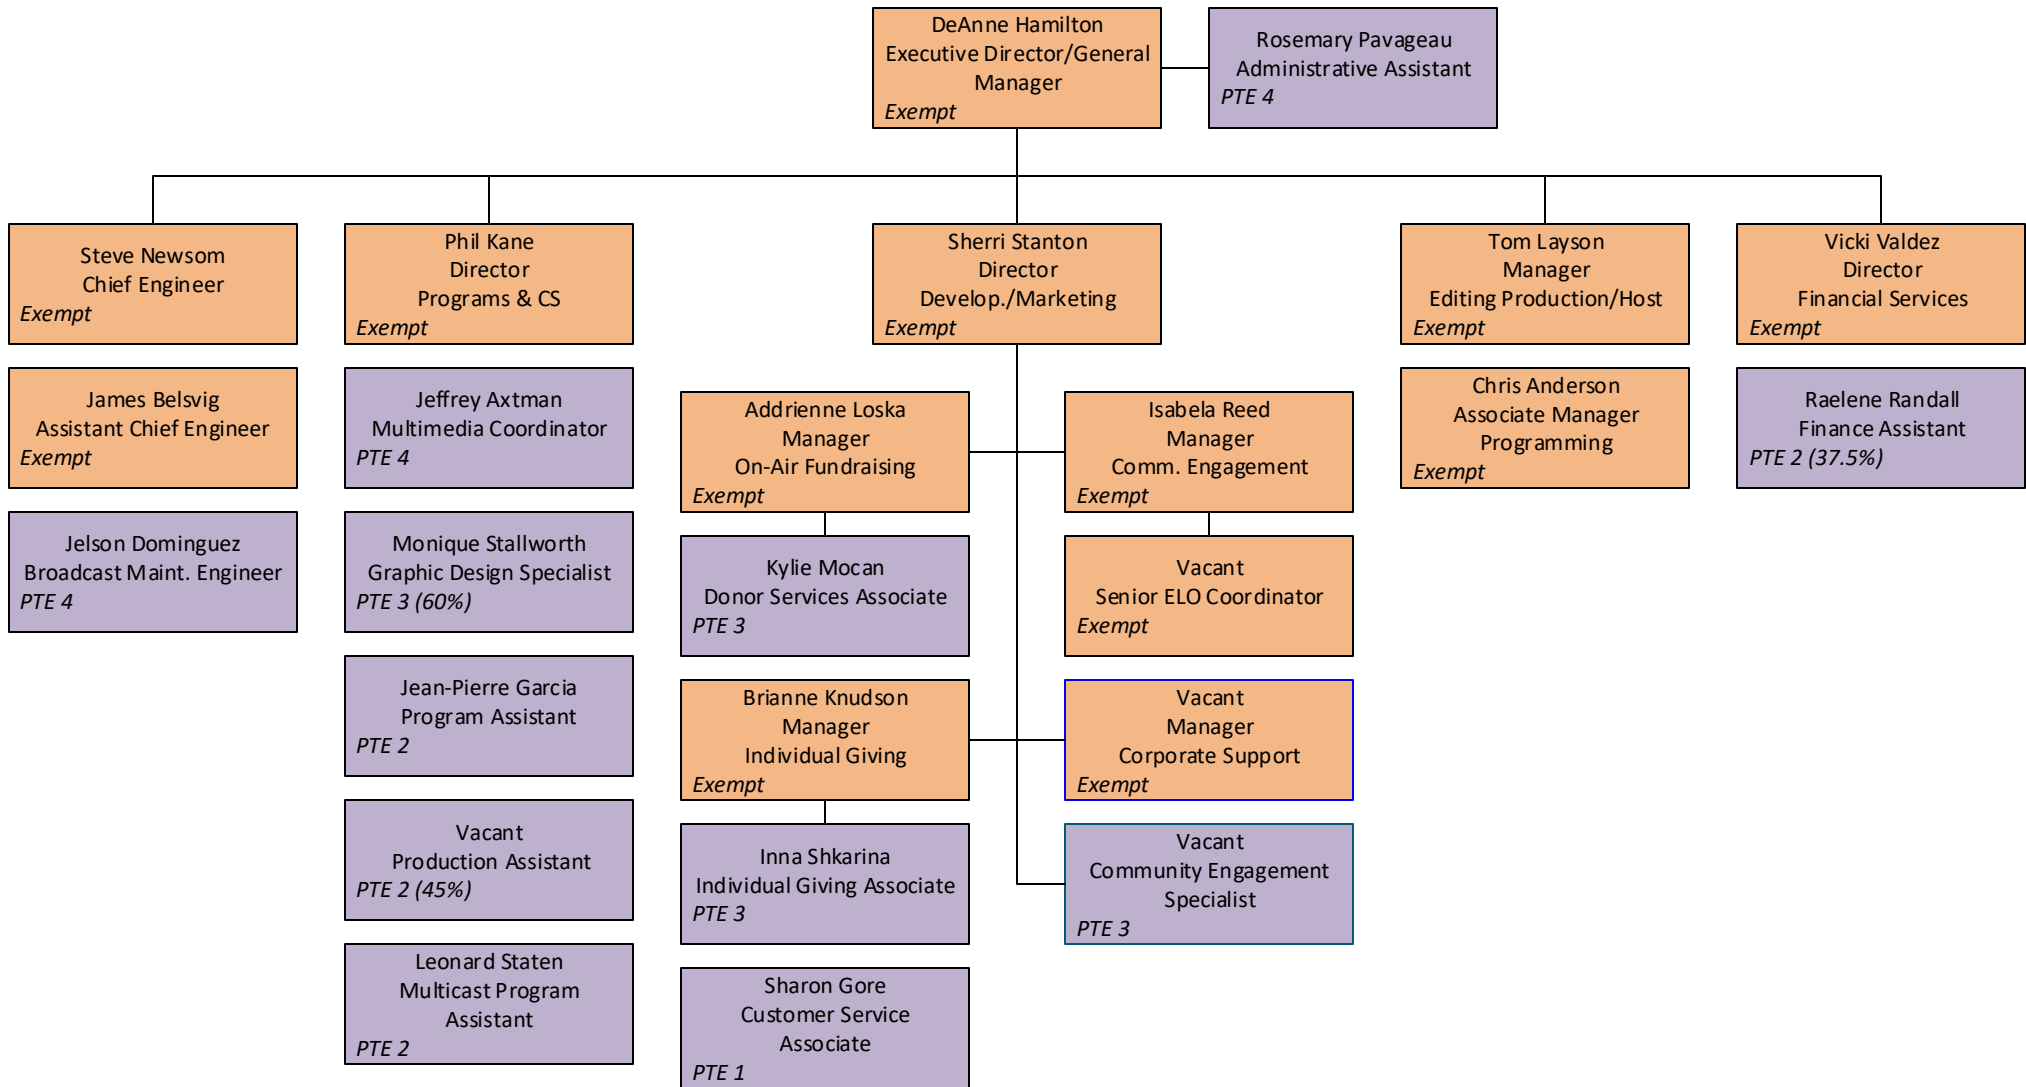 DeAnne Hamilton
Executive Director/General
Manager
Exempt
Rosemary Pavageau
Administrative Assistant
PTE 4
Steve Newsom
Chief Engineer
Exempt
Phil Kane
Director
Programs & CS
Exempt
Sherri Stanton
Director
Develop./Marketing
Exempt
Tom Layson
Manager
Editing Production/Host
Exempt
Vicki Valdez
Director
Financial Services
Exempt
James Belsvig
Assistant Chief Engineer
Exempt
Jeffrey Axtman
Multimedia Coordinator
PTE 4
Addrienne Loska
Manager
On-Air Fundraising
Exempt
Isabela Reed
Manager
Comm. Engagement
Exempt
Chris Anderson
Associate Manager
Programming
Exempt
Raelene Randall
Finance Assistant
PTE 2 (37.5%)
Jelson Dominguez
Broadcast Maint. Engineer
PTE 4
Monique Stallworth
Graphic Design Specialist
PTE 3 (60%)
Kylie Mocan
Donor Services Associate
PTE 3
Vacant
Senior ELO Coordinator
Exempt
Jean-Pierre Garcia
Program Assistant
PTE 2
Brianne Knudson
Manager
Individual Giving
Exempt
Vacant
Manager
Corporate Support
Exempt
Vacant
Production Assistant
PTE 2 (45%)
Inna Shkarina
Individual Giving Associate
PTE 3
Vacant
Community Engagement
Specialist
PTE 3
Leonard Staten
Multicast Program
Assistant
PTE 2
Sharon Gore
Customer Service
Associate
PTE 1